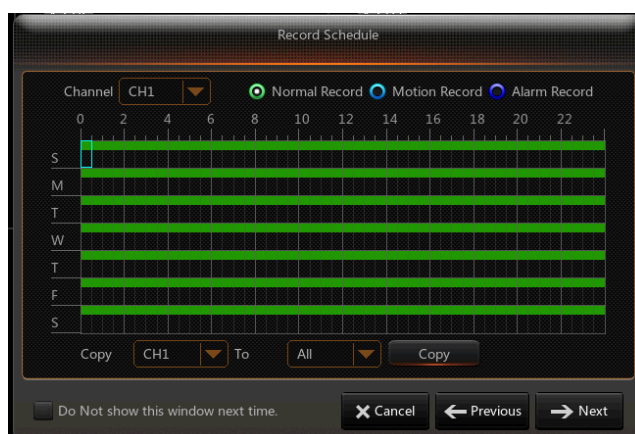 Record Schedule
Channel CH1 Normal Record Motion Record Alarm Record
0 2 4 6 8 10 12 14 16 18 20 22
S
M
T
W
T
F
S
Copy CH1 To All Copy
Do Not show this window next time. Cancel Previous Next